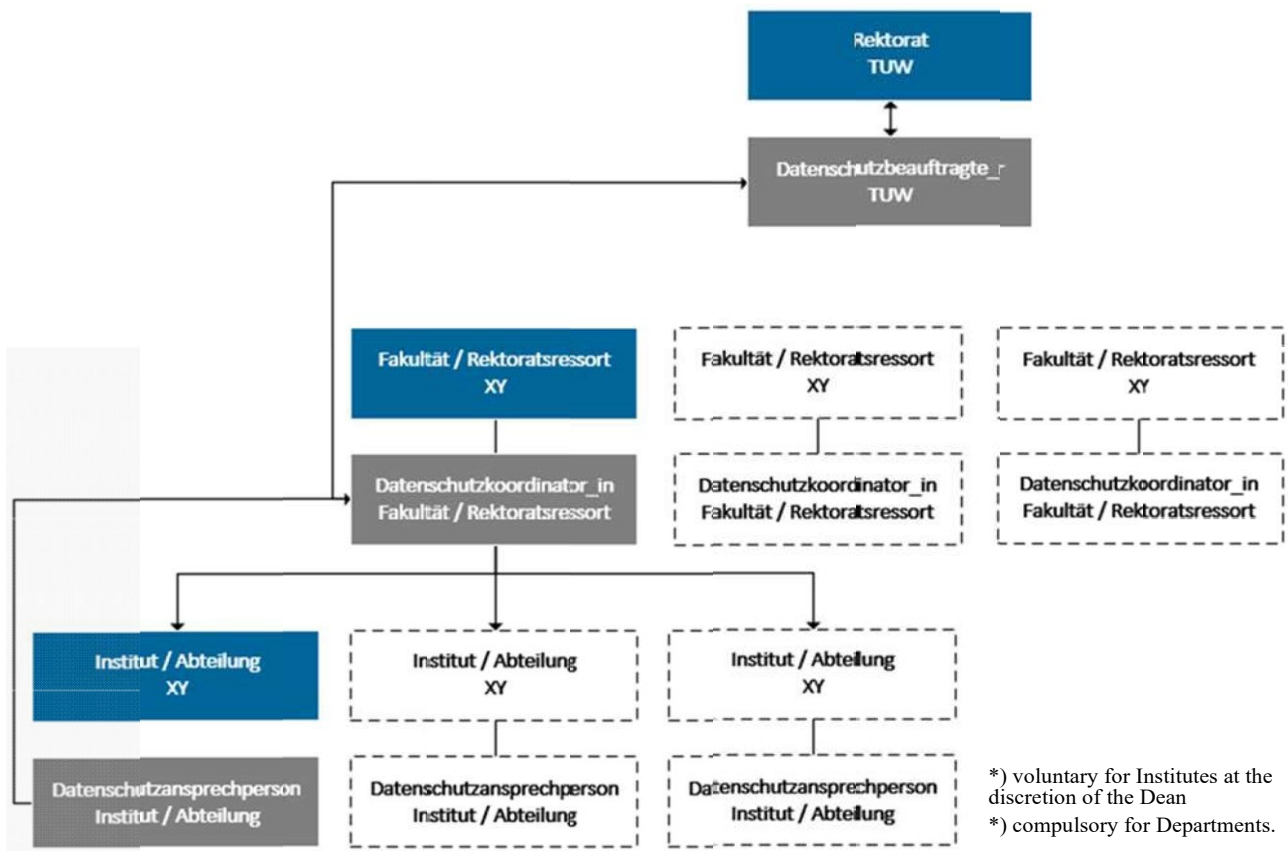 Rektorat
TUW
Datenschutzbeauftragte_r
TUW
Fakultät / Rektoratsressort
XY
Fakultät / Rektoratsressort
XY
Fakultät / Rektoratsressort
XY
Datenschutzkoordinator_in
Fakultät / Rektoratsressort
Datenschutzkoordinator_in
Fakultät / Rektoratsressort
Datenschutzkoordinator_in
Fakultät / Rektoratsressort
Institut / Abteilung
XY
Institut / Abteilung
XY
Institut / Abteilung
XY
Datenschutzansprechperson
Institut / Abteilung
Datenschutzansprechperson
Institut / Abteilung
Datenschutzansprechperson
Institut / Abteilung
*) voluntary for Institutes at the
discretion of the Dean
*) compulsory for Departments.